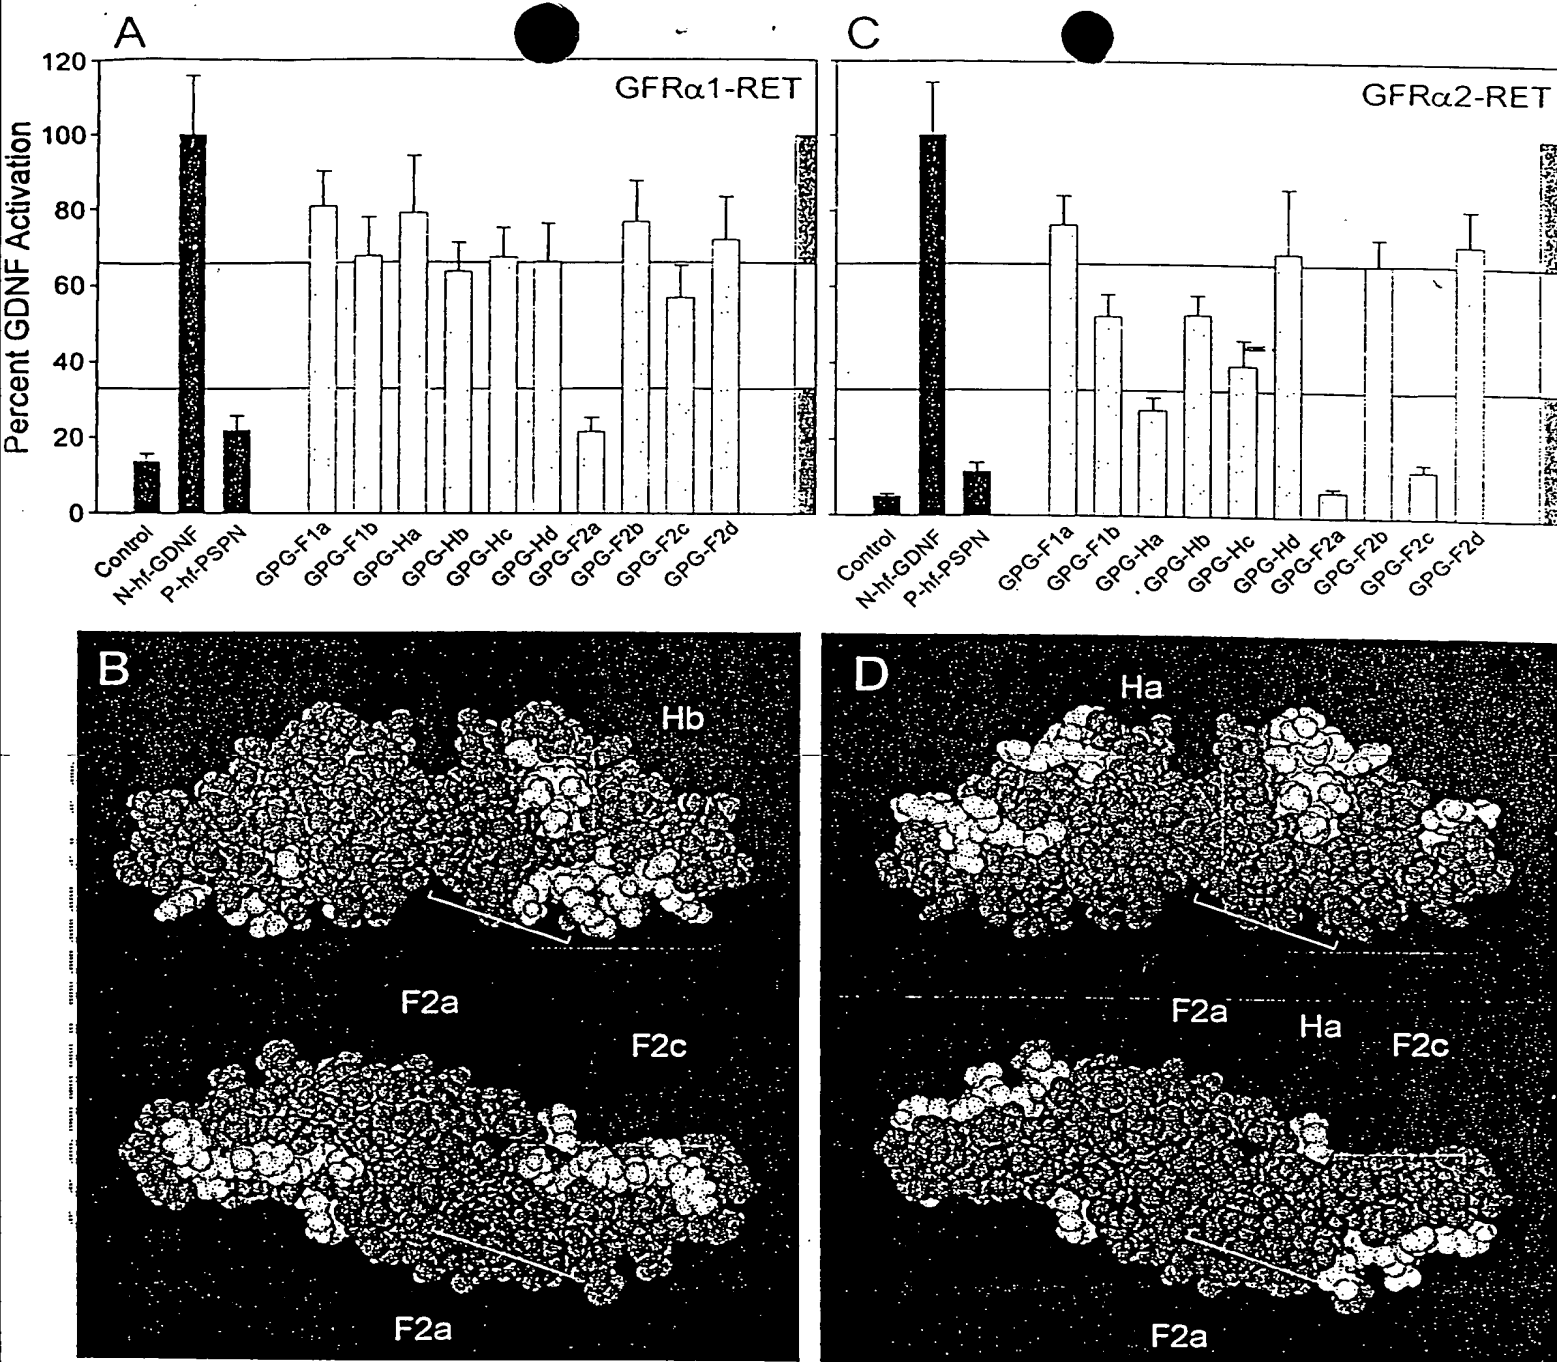 A
GFRα1-RET
Percent GDNF Activation
120
100
80
60
40
20
0
Control
N-hf-GDNF
P-hf-PSPN
GPG-F1a
GPG-F1b
GPG-Ha
GPG-Hb
GPG-Hc
GPG-Hd
GPG-F2a
GPG-F2b
GPG-F2c
GPG-F2d
C
GFRα2-RET
Control
N-hf-GDNF
P-hf-PSPN
GPG-F1a
GPG-F1b
GPG-Ha
GPG-Hb
GPG-Hc
GPG-Hd
GPG-F2a
GPG-F2b
GPG-F2c
GPG-F2d
B
Hb
F2a
F2c
F2a
D
Ha
F2a
Ha
F2c
F2a